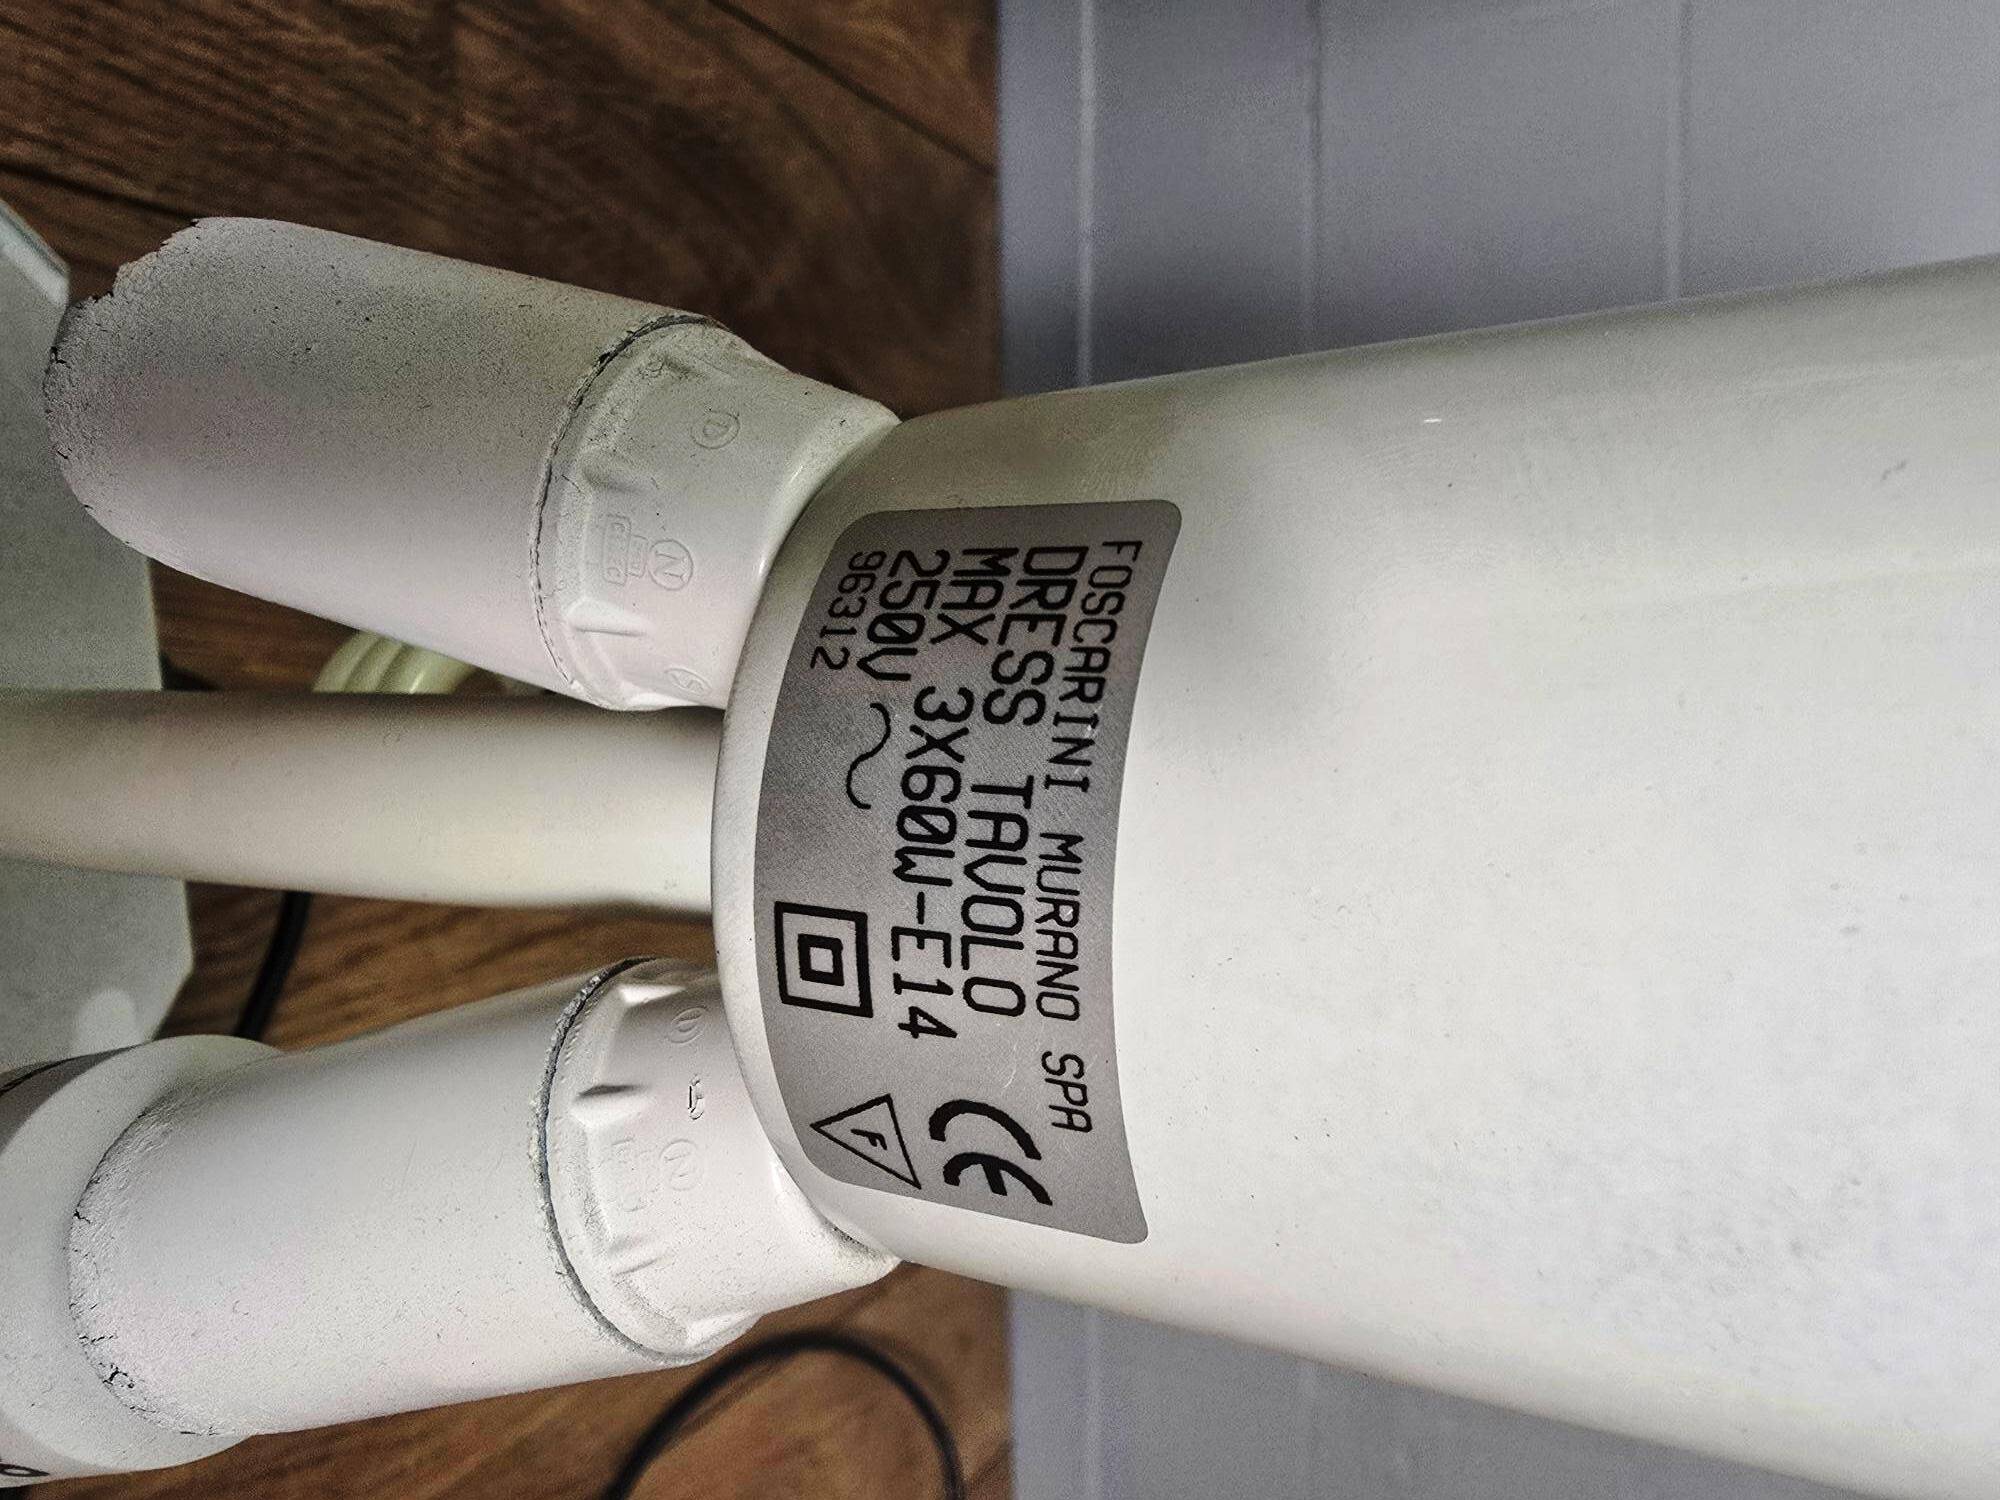 FOSCARINI MURANO SPA
DRESS TAVOLO
MAX 3X60W-E14
250V ~
96312
CE
F
N
N